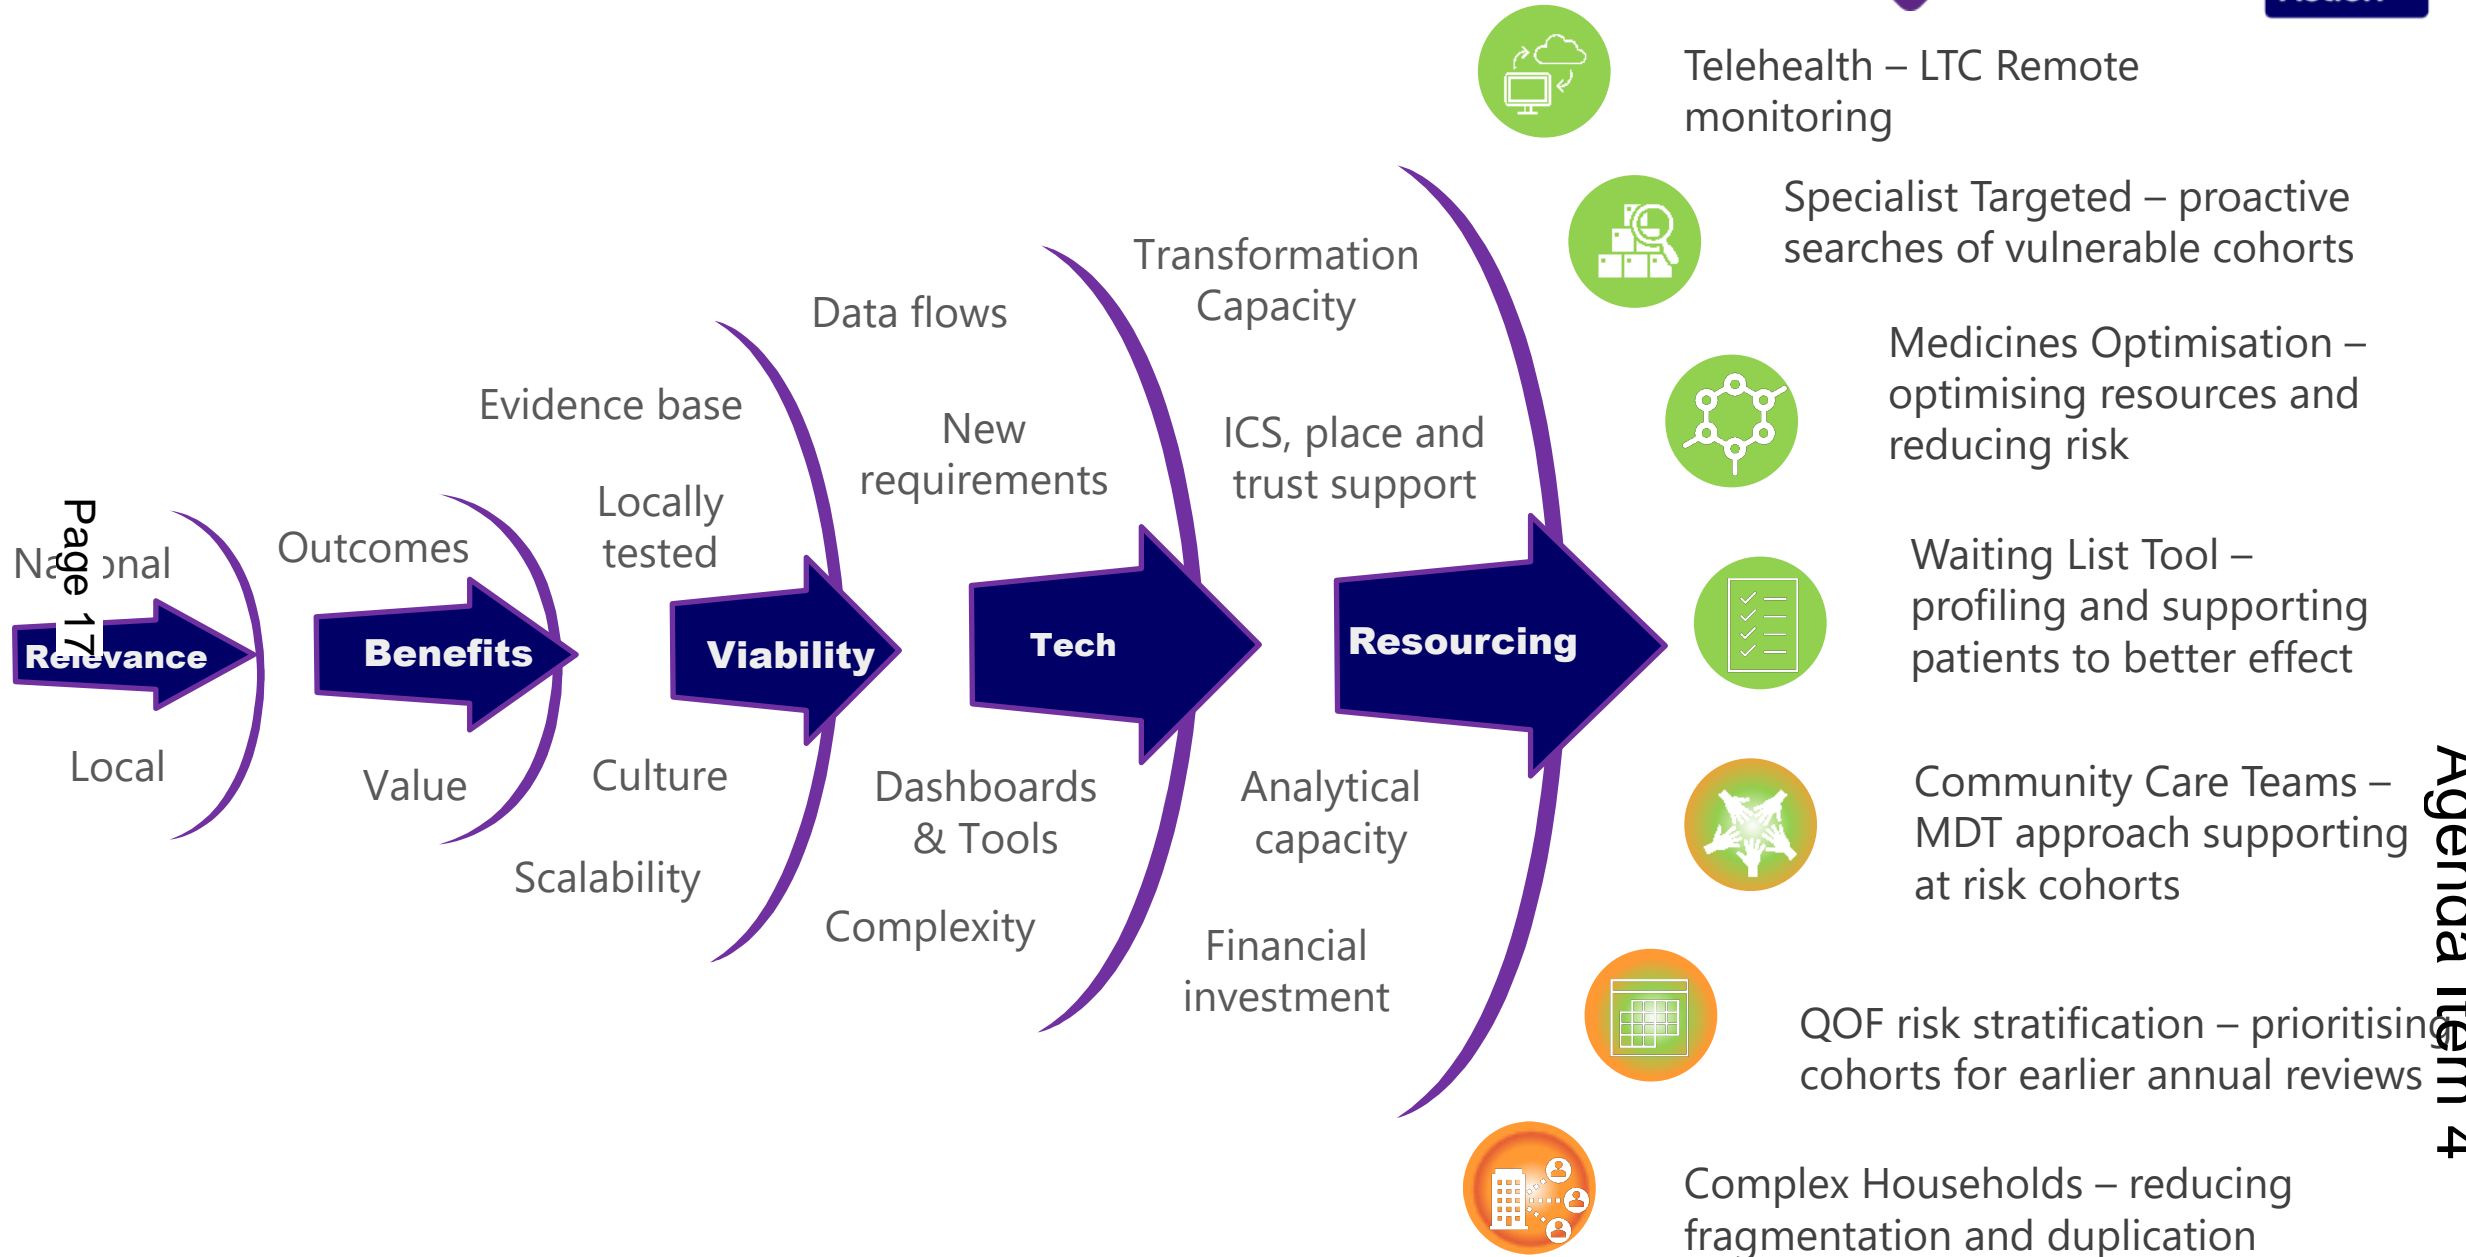 Telehealth – LTC Remote
monitoring
Specialist Targeted – proactive
searches of vulnerable cohorts
Transformation
Capacity
Data flows
Medicines Optimisation –
optimising resources and
reducing risk
Evidence base
New
requirements
ICS, place and
trust support
Locally
tested
Page 17
Outcomes
Waiting List Tool –
profiling and supporting
patients to better effect
Relevance
Benefits
Viability
Tech
Resourcing
Local
Value
Culture
Dashboards
& Tools
Analytical
capacity
Community Care Teams –
MDT approach supporting
at risk cohorts
Agenda Item 4
Scalability
Complexity
Financial
investment
QOF risk stratification – prioritising
cohorts for earlier annual reviews
Complex Households – reducing
fragmentation and duplication